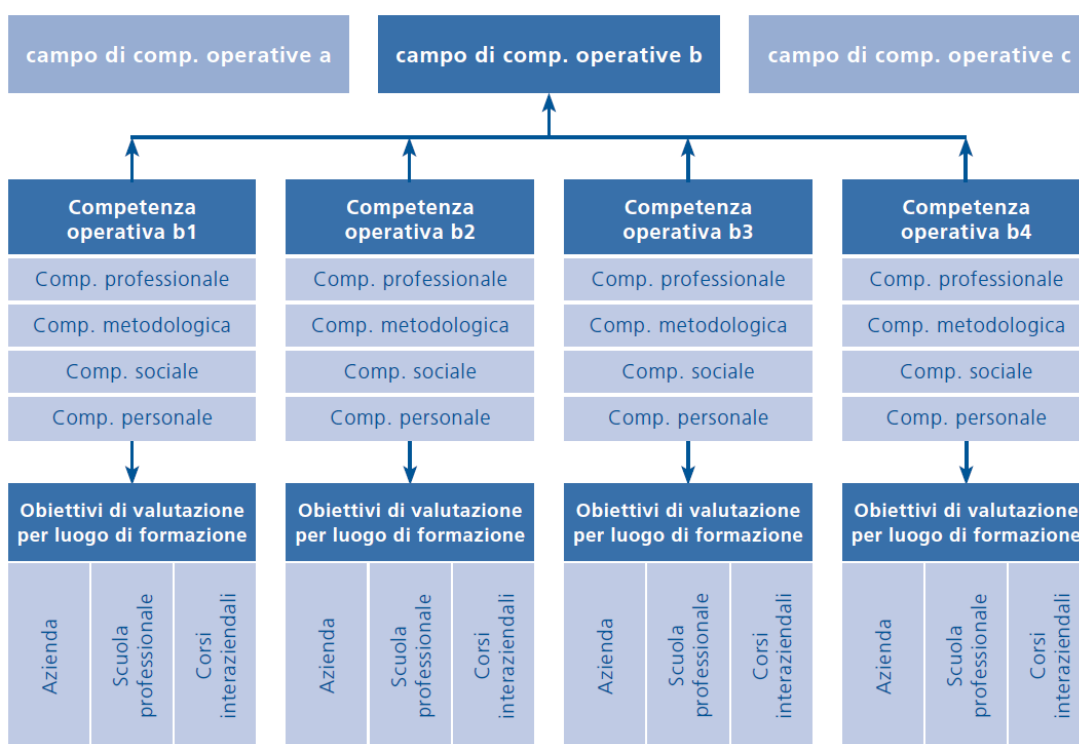 campo di comp. operative a
campo di comp. operative b
campo di comp. operative c
Competenza
operativa b1
Competenza
operativa b2
Competenza
operativa b3
Competenza
operativa b4
Comp. professionale
Comp. professionale
Comp. professionale
Comp. professionale
Comp. metodologica
Comp. metodologica
Comp. metodologica
Comp. metodologica
Comp. sociale
Comp. sociale
Comp. sociale
Comp. sociale
Comp. personale
Comp. personale
Comp. personale
Comp. personale
Obiettivi di valutazione
per luogo di formazione
Obiettivi di valutazione
per luogo di formazione
Obiettivi di valutazione
per luogo di formazione
Obiettivi di valutazione
per luogo di formazione
Azienda
Scuola
professionale
Corsi
interaziendali
Azienda
Scuola
professionale
Corsi
interaziendali
Azienda
Scuola
professionale
Corsi
interaziendali
Azienda
Scuola
professionale
Corsi
interaziendali